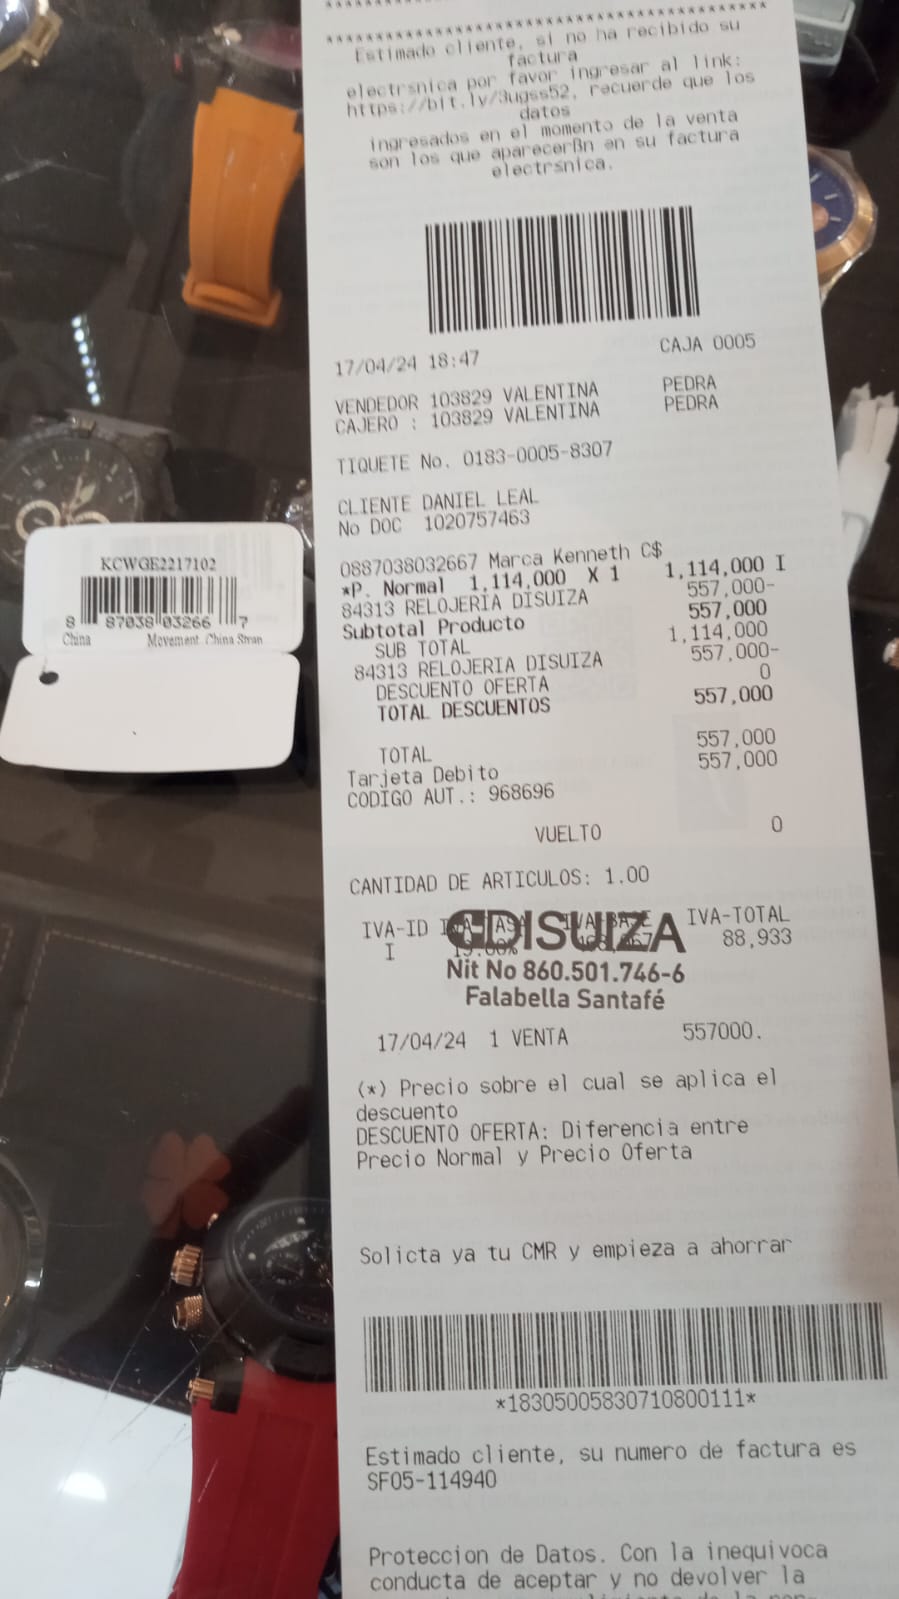 Estimado cliente, si no ha recibido su
factura
electrsnica por favor ingresar al link:
https://bit.ly/3ugss52, recuerde que los
datos
ingresados en el momento de la venta
son los que aparecerBn en su factura
electrsnica.
17/04/24 18:47 CAJA 0005
VENDEDOR 103829 VALENTINA PEDRA
CAJERO : 103829 VALENTINA PEDRA
TIQUETE No. 0183-0005-8307
CLIENTE DANIEL LEAL
No DOC 1020757463
0887038032667 Marca Kenneth C$
*P. Normal 1,114,000 X 1 1,114,000 I
84313 RELOJERIA DISUIZA 557,000-
Subtotal Producto 557,000
SUB TOTAL 1,114,000
84313 RELOJERIA DISUIZA 557,000-
DESCUENTO OFERTA 0
TOTAL DESCUENTOS 557,000
TOTAL 557,000
Tarjeta Debito 557,000
CODIGO AUT.: 968696
VUELTO 0
CANTIDAD DE ARTICULOS: 1.00
IVA-ID IVA-BASE IVA-TOTAL
I 19.00% 88,933
DISUIZA
Nit No 860.501.746-6
Falabella Santafé
17/04/24 1 VENTA 557000.
(*) Precio sobre el cual se aplica el
descuento
DESCUENTO OFERTA: Diferencia entre
Precio Normal y Precio Oferta
Solicta ya tu CMR y empieza a ahorrar
*18305005830710800111*
Estimado cliente, su numero de factura es
SF05-114940
Proteccion de Datos. Con la inequivoca
conducta de aceptar y no devolver la
KCWGE2217102
8 87038 03266 7
China Movement China Stran